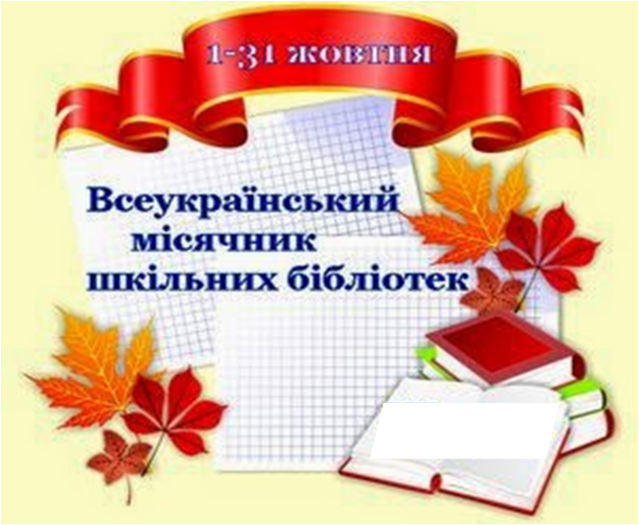 1-31 жовтня
Всеукраїнський
місячник
шкільних бібліотек